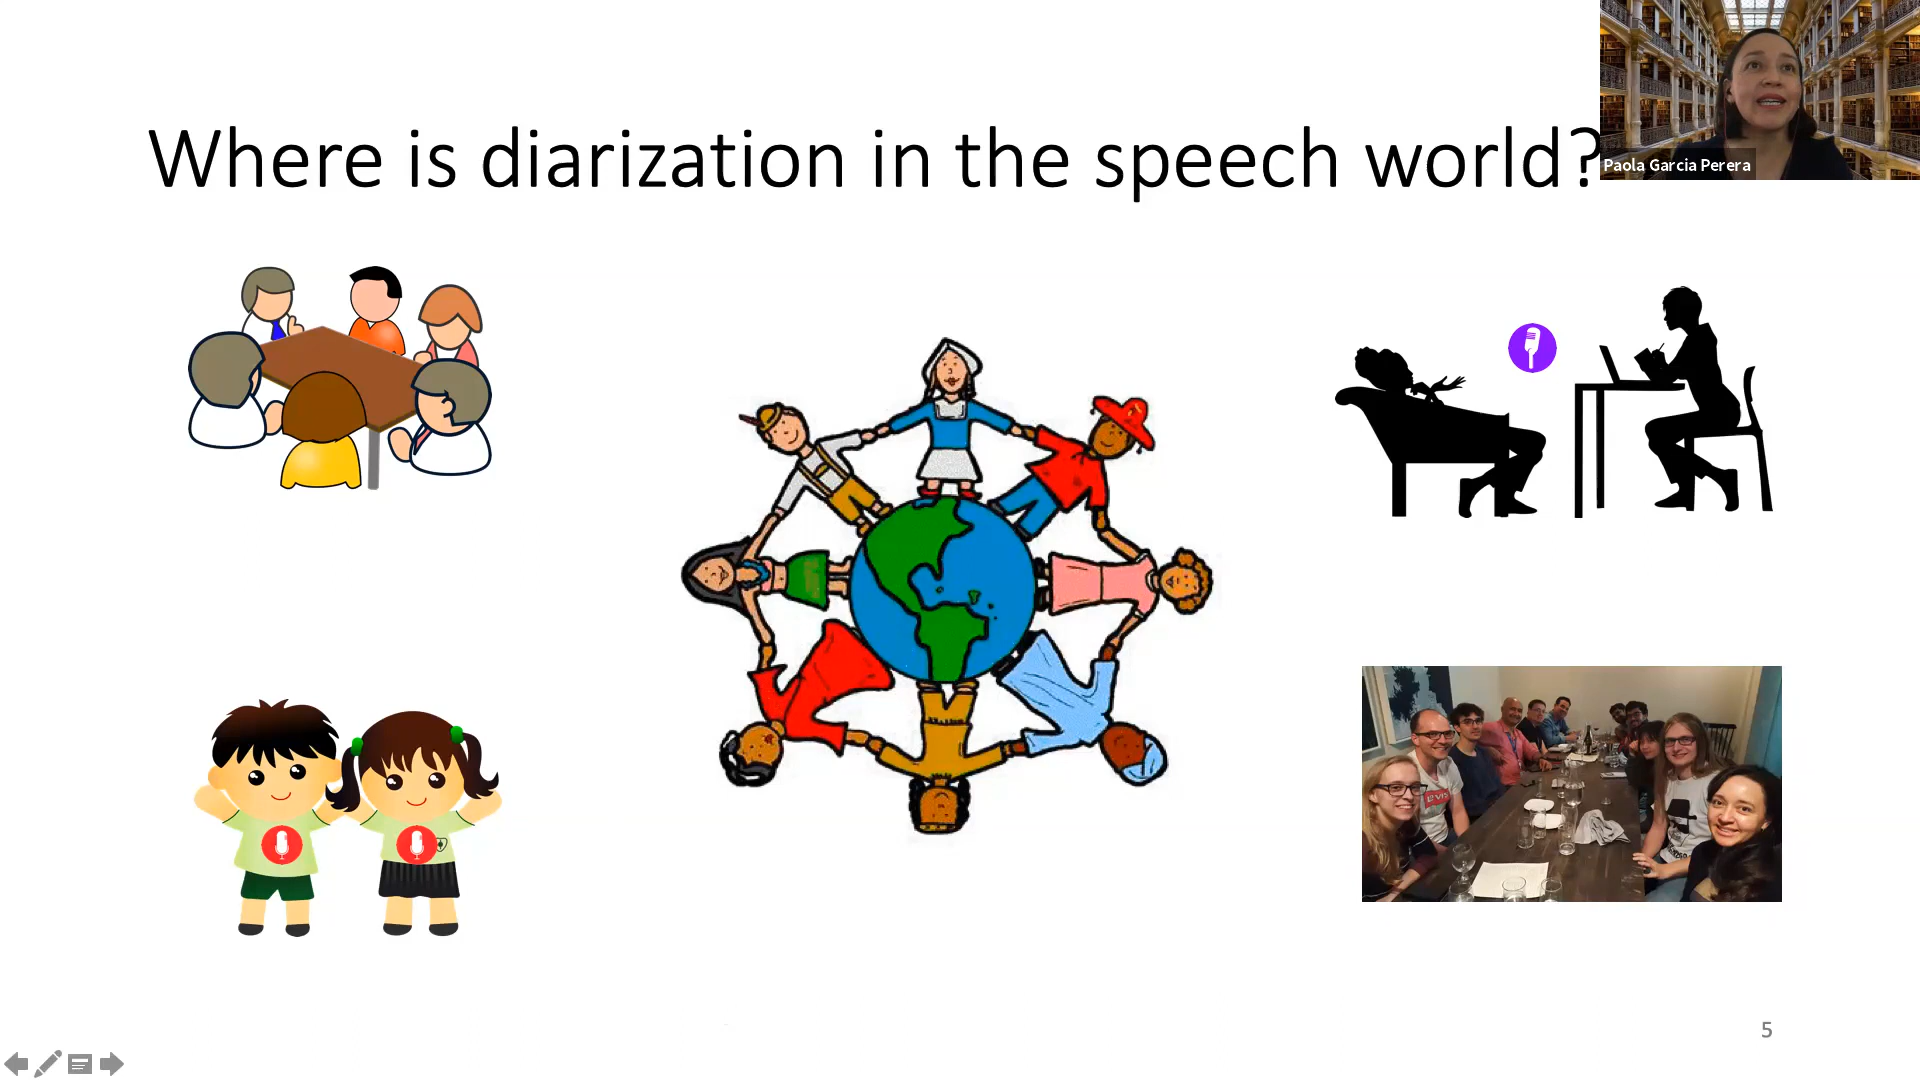 Where is diarization in the speech world?
Paola Garcia Perera
5